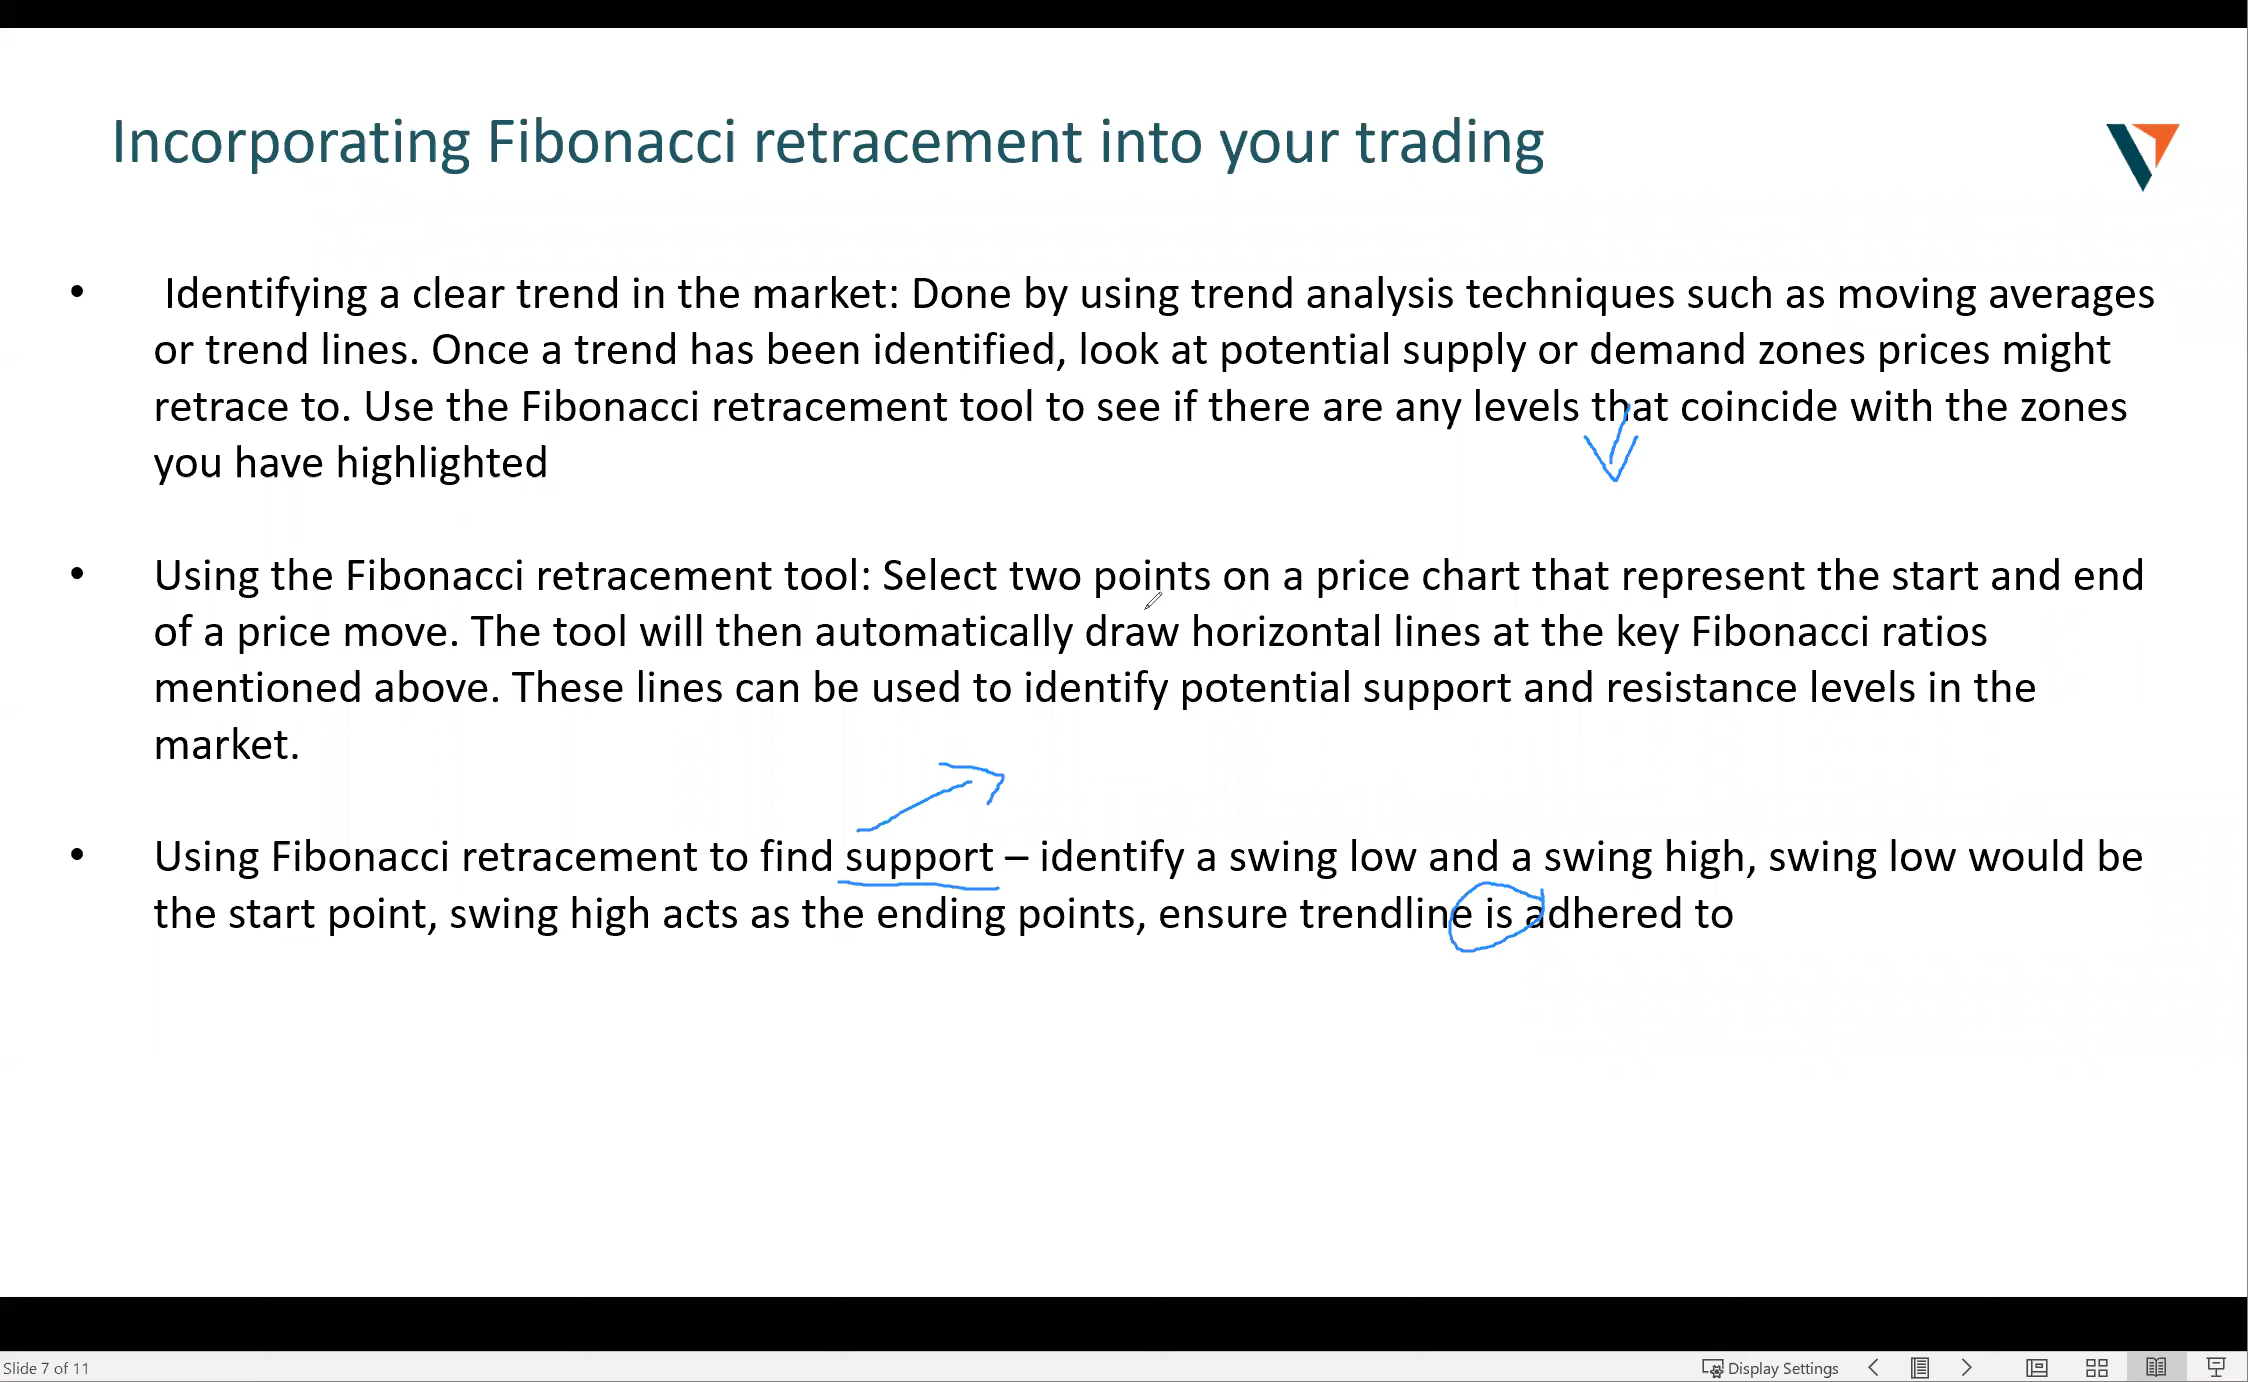 Incorporating Fibonacci retracement into your trading
• Identifying a clear trend in the market: Done by using trend analysis techniques such as moving averages
or trend lines. Once a trend has been identified, look at potential supply or demand zones prices might
retrace to. Use the Fibonacci retracement tool to see if there are any levels that coincide with the zones
you have highlighted
• Using the Fibonacci retracement tool: Select two points on a price chart that represent the start and end
of a price move. The tool will then automatically draw horizontal lines at the key Fibonacci ratios
mentioned above. These lines can be used to identify potential support and resistance levels in the
market.
• Using Fibonacci retracement to find support – identify a swing low and a swing high, swing low would be
the start point, swing high acts as the ending points, ensure trendline is adhered to
Slide 7 of 11
Display Settings